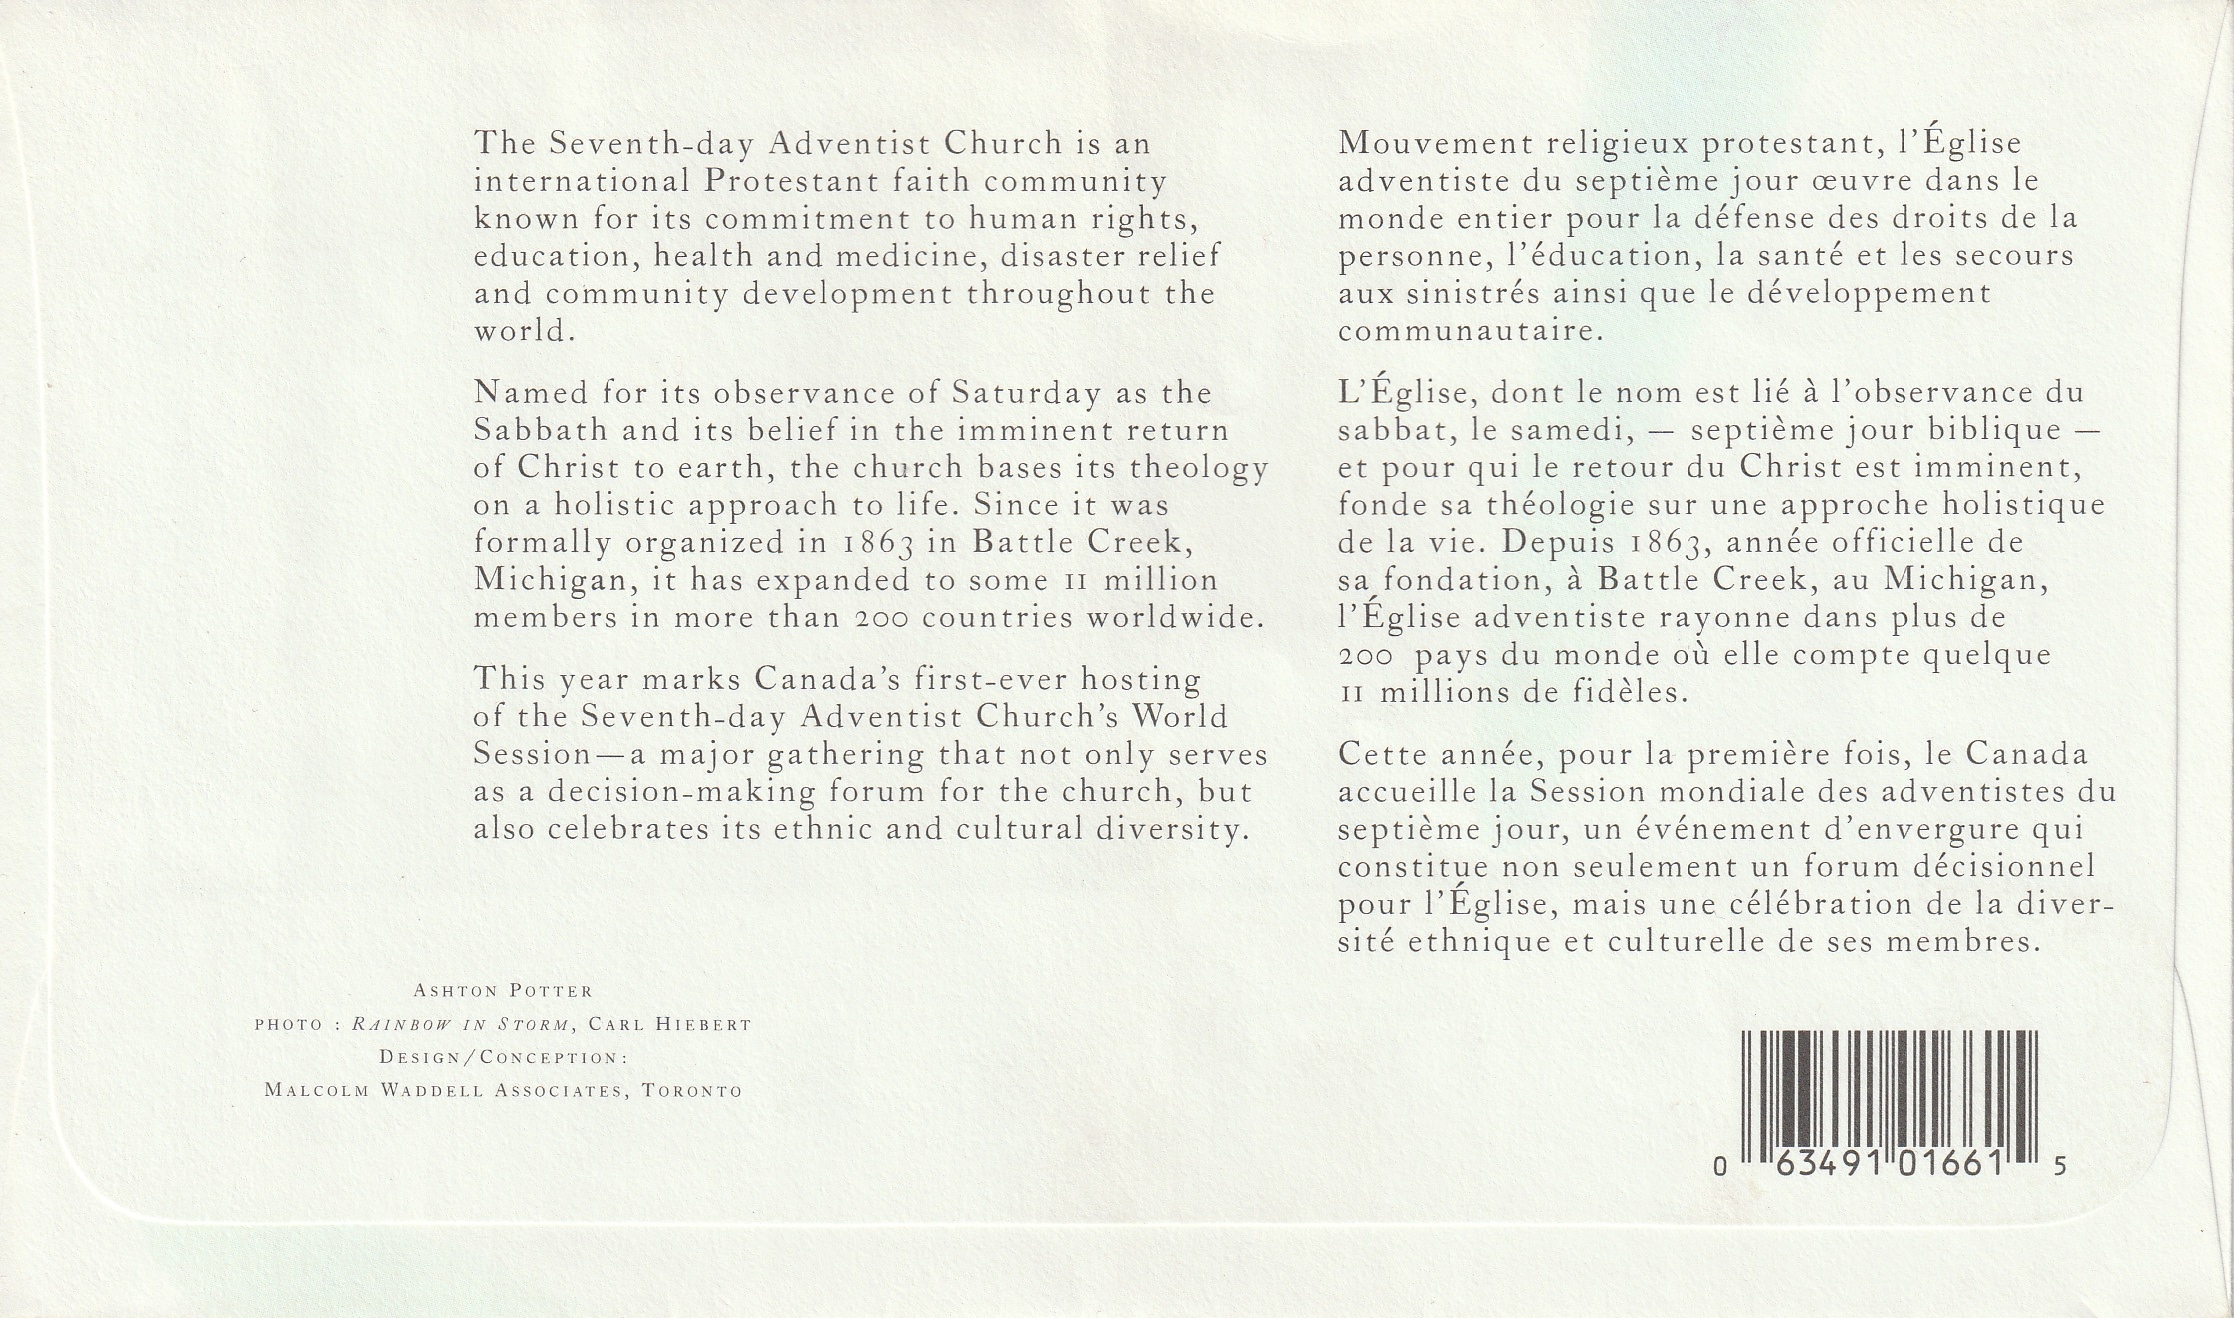 The Seventh-day Adventist Church is an
international Protestant faith community
known for its commitment to human rights,
education, health and medicine, disaster relief
and community development throughout the
world.
Named for its observance of Saturday as the
Sabbath and its belief in the imminent return
of Christ to earth, the church bases its theology
on a holistic approach to life. Since it was
formally organized in 1863 in Battle Creek,
Michigan, it has expanded to some 11 million
members in more than 200 countries worldwide.
This year marks Canada's first-ever hosting
of the Seventh-day Adventist Church's World
Session—a major gathering that not only serves
as a decision-making forum for the church, but
also celebrates its ethnic and cultural diversity.
Mouvement religieux protestant, l'Église
adventiste du septième jour œuvre dans le
monde entier pour la défense des droits de la
personne, l'éducation, la santé et les secours
aux sinistrés ainsi que le développement
communautaire.
L'Église, dont le nom est lié à l'observance du
sabbat, le samedi, — septième jour biblique —
et pour qui le retour du Christ est imminent,
fonde sa théologie sur une approche holistique
de la vie. Depuis 1863, année officielle de
sa fondation, à Battle Creek, au Michigan,
l'Église adventiste rayonne dans plus de
200 pays du monde où elle compte quelque
11 millions de fidèles.
Cette année, pour la première fois, le Canada
accueille la Session mondiale des adventistes du
septième jour, un événement d'envergure qui
constitue non seulement un forum décisionnel
pour l'Église, mais une célébration de la diver-
sité ethnique et culturelle de ses membres.
Ashton Potter
photo : Rainbow in Storm, Carl Hiebert
Design/Conception:
Malcolm Waddell Associates, Toronto
0 63491 01661 5